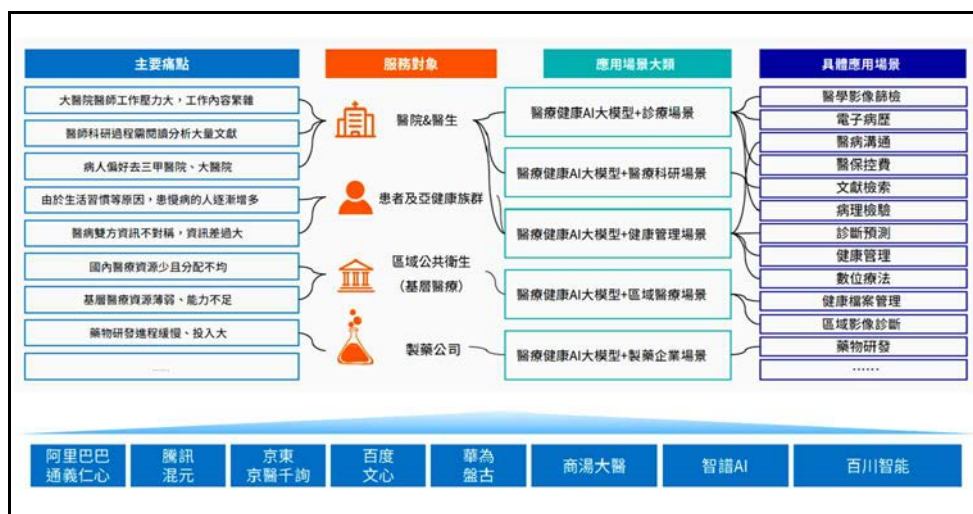 主要痛點
服務對象
應用場景大類
具體應用場景
大醫院醫師工作壓力大，工作內容繁雜
醫師科研過程需閱讀分析大量文獻
病人偏好去三甲醫院、大醫院
由於生活習慣等原因，患慢病的人逐漸增多
醫病雙方資訊不對稱，資訊差過大
國內醫療資源少且分配不均
基層醫療資源薄弱、能力不足
藥物研發進程緩慢、投入大
......
醫院&醫生
患者及亞健康族群
區域公共衛生
（基層醫療）
製藥公司
醫療健康AI大模型+診療場景
醫療健康AI大模型+醫療科研場景
醫療健康AI大模型+健康管理場景
醫療健康AI大模型+區域醫療場景
醫療健康AI大模型+製藥企業場景
醫學影像篩檢
電子病歷
醫病溝通
醫保控費
文獻檢索
病理檢驗
診斷預測
健康管理
數位療法
健康檔案管理
區域影像診斷
藥物研發
......
阿里巴巴
通義仁心
騰訊
混元
京東
京醫千詢
百度
文心
華為
盤古
商湯大醫
智譜AI
百川智能